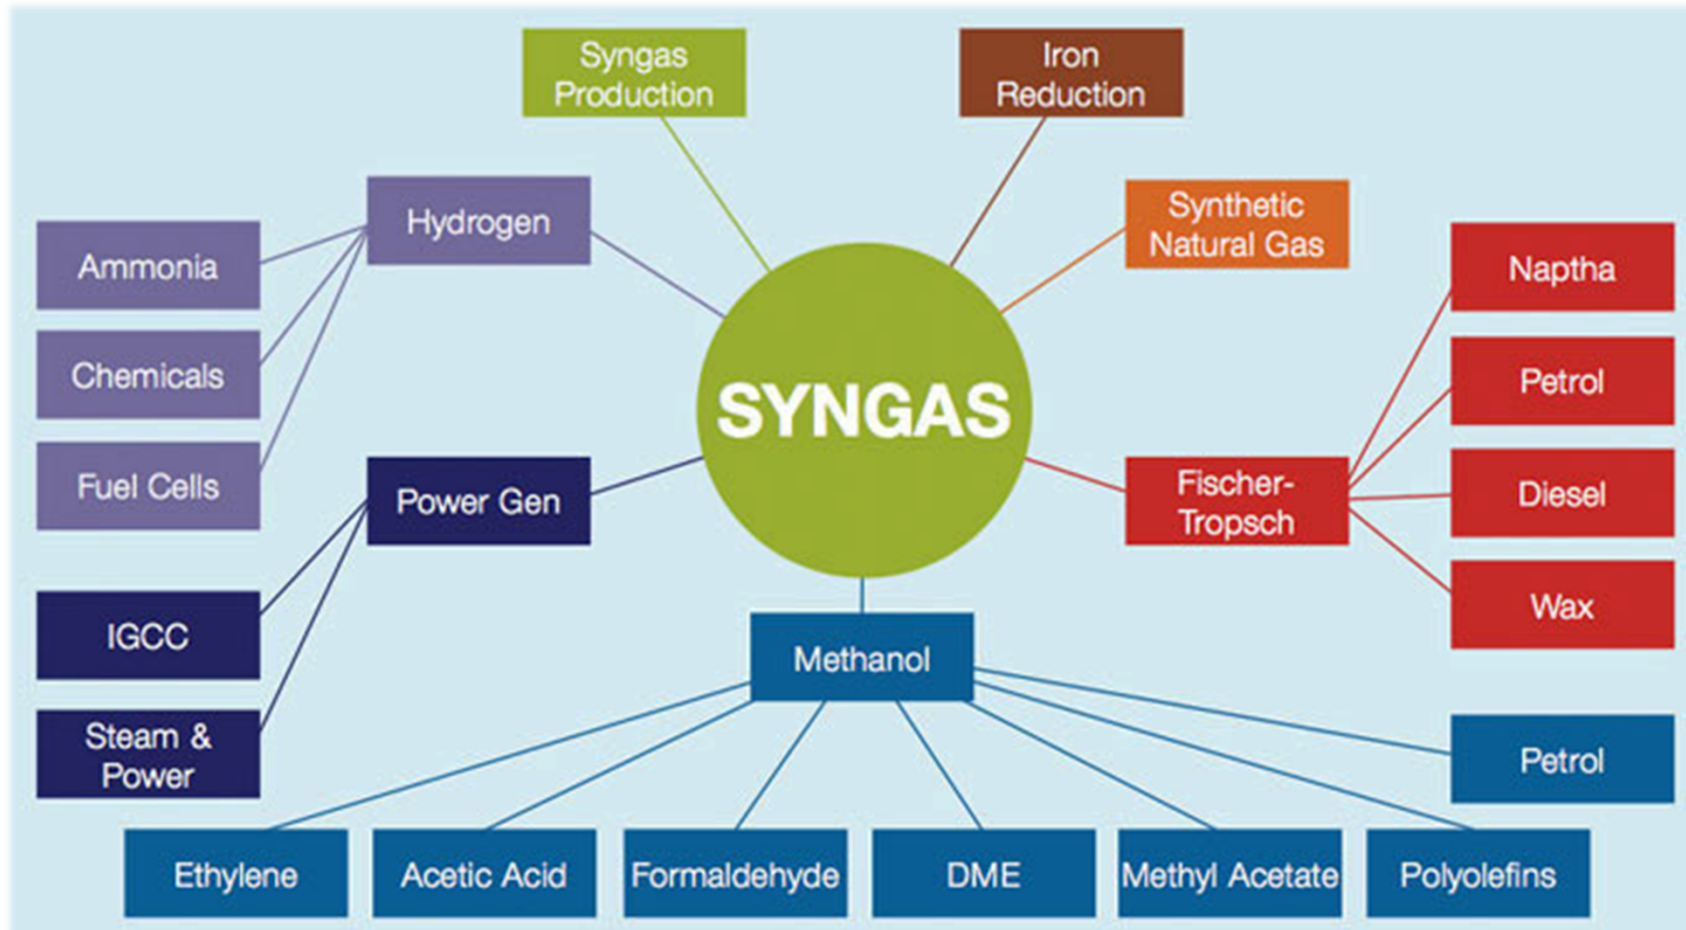 Syngas
Production
Iron
Reduction
Hydrogen
Synthetic
Natural Gas
Ammonia
Naptha
Chemicals
Petrol
SYNGAS
Fuel Cells
Power Gen
Fischer-
Tropsch
Diesel
IGCC
Wax
Methanol
Steam &
Power
Petrol
Ethylene
Acetic Acid
Formaldehyde
DME
Methyl Acetate
Polyolefins